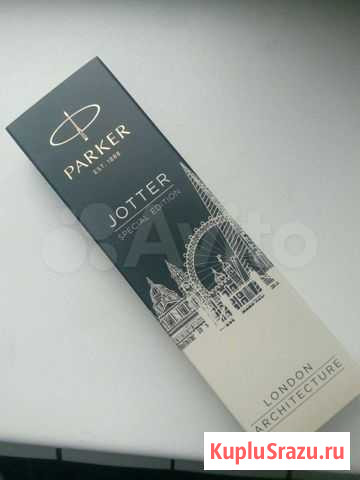 PARKER
EST. 1888
JOTTER
SPECIAL EDITION
Avito
LONDON
ARCHITECTURE
KupluSrazu.ru